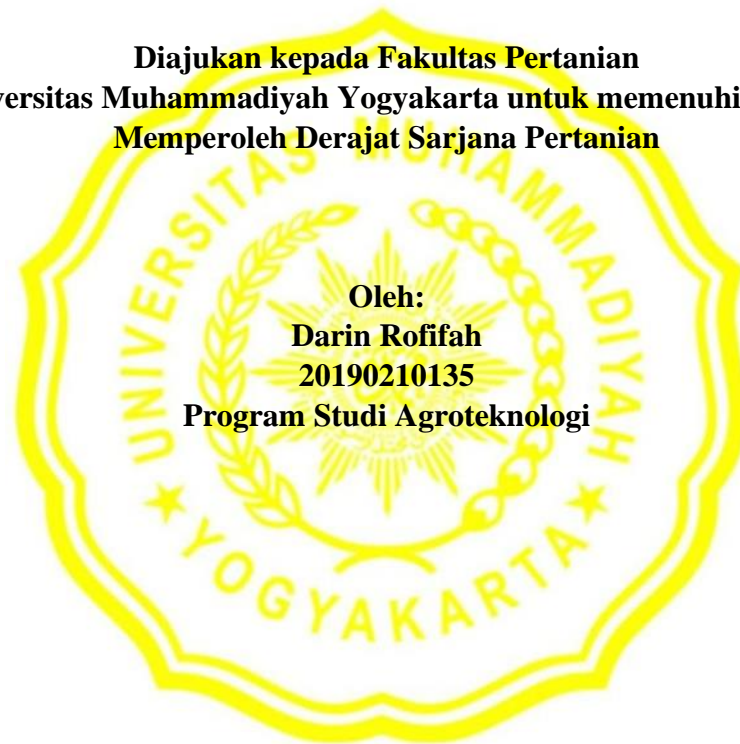 Diajukan kepada Fakultas Pertanian
versitas Muhammadiyah Yogyakarta untuk memenuhi
Memperoleh Derajat Sarjana Pertanian
UNIVERSITAS MUHAMMADIYAH
Oleh:
Darin Rofifah
20190210135
Program Studi Agroteknologi
★ YOGYAKARTA ★